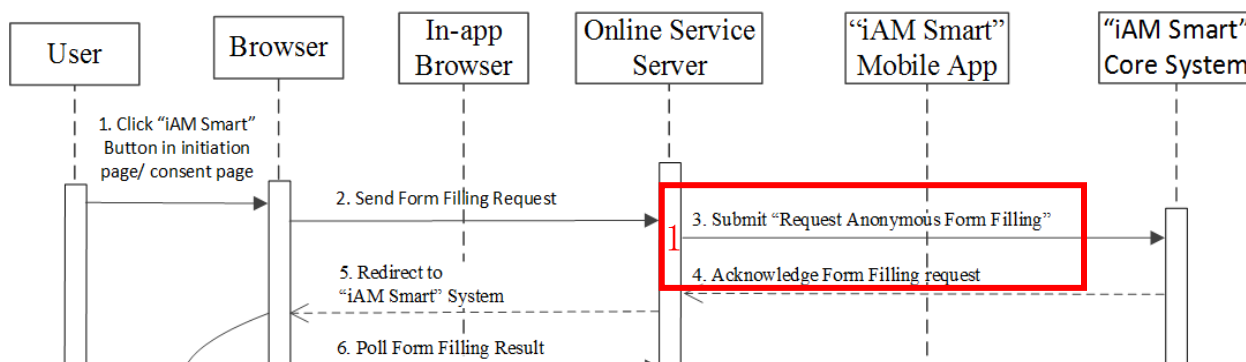 User
Browser
In-app
Browser
Online Service
Server
“iAM Smart”
Mobile App
“iAM Smart”
Core System
1. Click “iAM Smart”
Button in initiation
page/ consent page
2. Send Form Filling Request
1
3. Submit “Request Anonymous Form Filling”
4. Acknowledge Form Filling request
5. Redirect to
“iAM Smart” System
6. Poll Form Filling Result